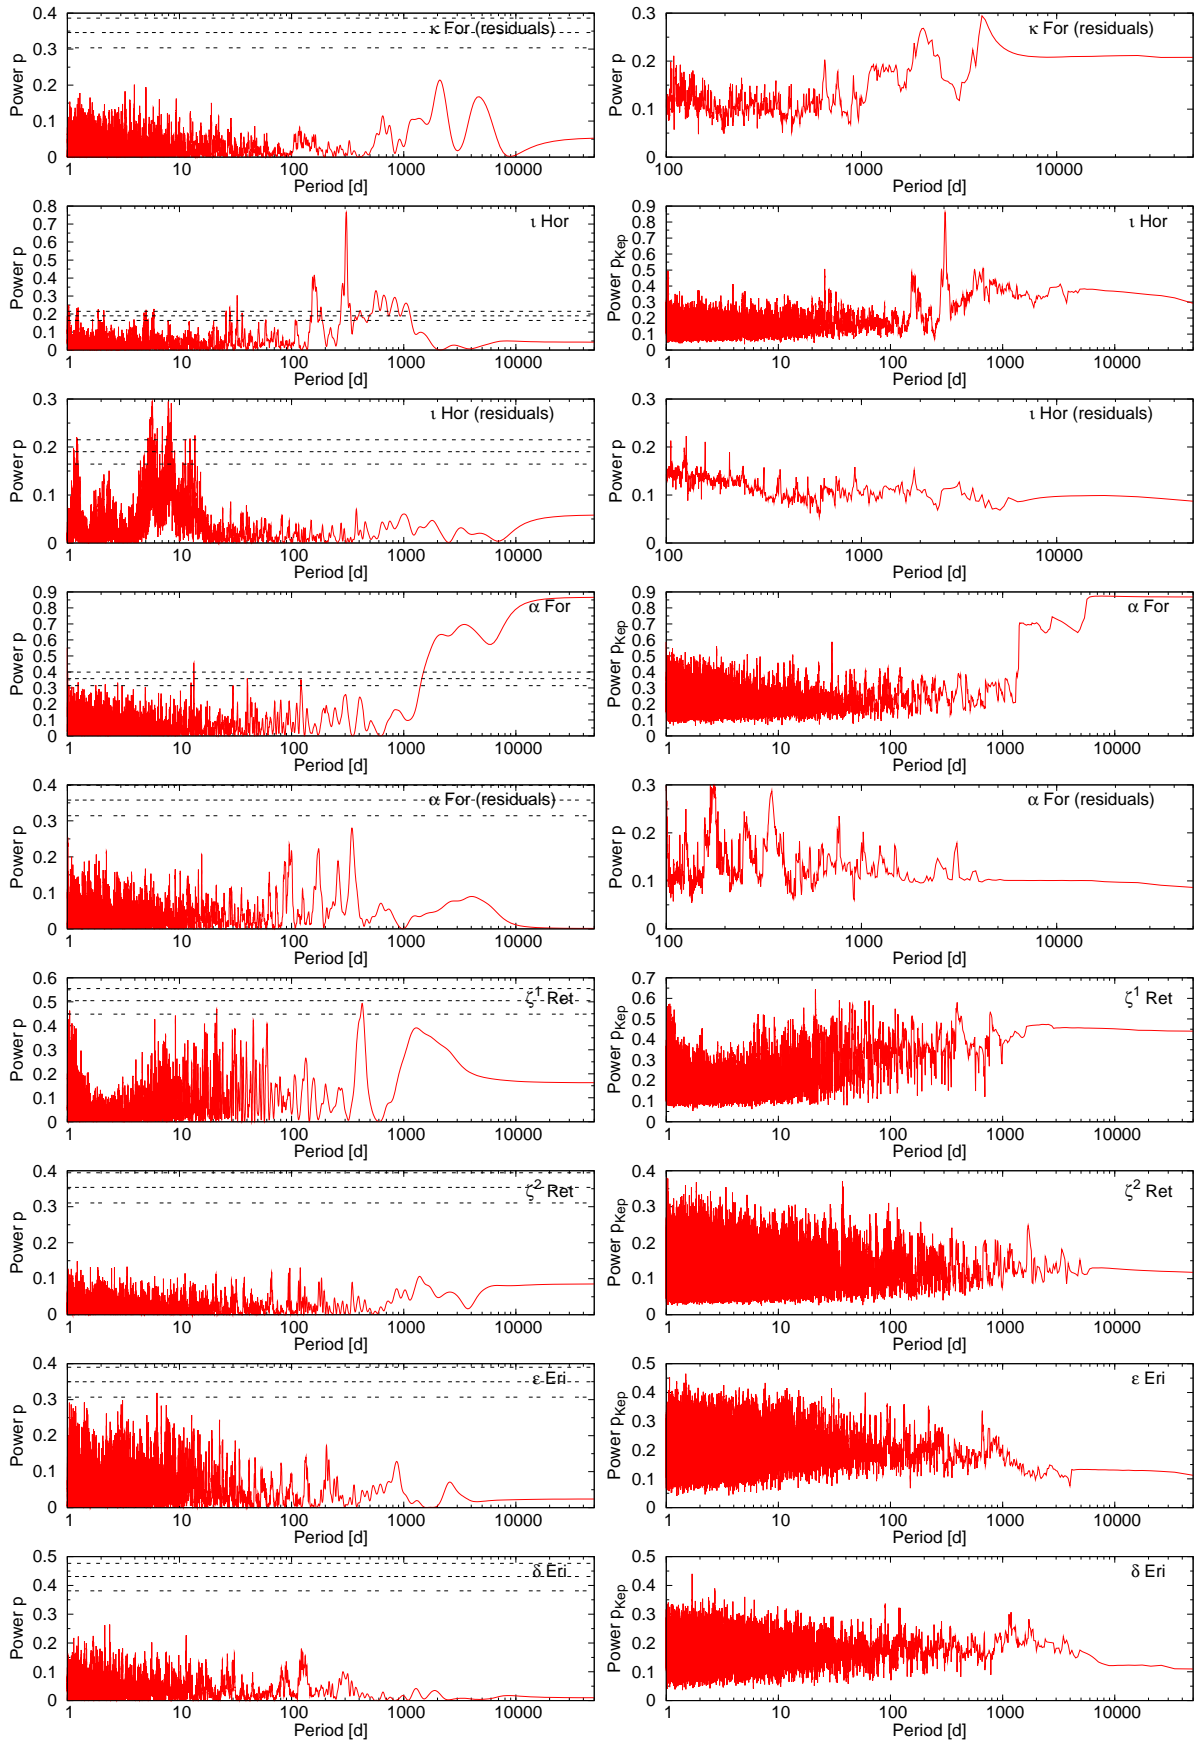 κ For (residuals)
Power p
0.4
0.3
0.2
0.1
0
1 10 100 1000 10000
Period [d]
κ For (residuals)
Power p
0.3
0.2
0.1
0
100 1000 10000
Period [d]
ι Hor
Power p
0.8
0.7
0.6
0.5
0.4
0.3
0.2
0.1
0
1 10 100 1000 10000
Period [d]
ι Hor
Power pKep
0.9
0.8
0.7
0.6
0.5
0.4
0.3
0.2
0.1
0
1 10 100 1000 10000
Period [d]
ι Hor (residuals)
Power p
0.3
0.2
0.1
0
1 10 100 1000 10000
Period [d]
ι Hor (residuals)
Power p
0.3
0.2
0.1
0
100 1000 10000
Period [d]
α For
Power p
0.9
0.8
0.7
0.6
0.5
0.4
0.3
0.2
0.1
0
1 10 100 1000 10000
Period [d]
α For
Power pKep
0.9
0.8
0.7
0.6
0.5
0.4
0.3
0.2
0.1
0
1 10 100 1000 10000
Period [d]
α For (residuals)
Power p
0.4
0.3
0.2
0.1
0
1 10 100 1000 10000
Period [d]
α For (residuals)
Power p
0.3
0.2
0.1
0
100 1000 10000
Period [d]
ζ1 Ret
Power p
0.6
0.5
0.4
0.3
0.2
0.1
0
1 10 100 1000 10000
Period [d]
ζ1 Ret
Power pKep
0.7
0.6
0.5
0.4
0.3
0.2
0.1
0
1 10 100 1000 10000
Period [d]
ζ2 Ret
Power p
0.4
0.3
0.2
0.1
0
1 10 100 1000 10000
Period [d]
ζ2 Ret
Power pKep
0.4
0.3
0.2
0.1
0
1 10 100 1000 10000
Period [d]
ε Eri
Power p
0.4
0.3
0.2
0.1
0
1 10 100 1000 10000
Period [d]
ε Eri
Power pKep
0.5
0.4
0.3
0.2
0.1
0
1 10 100 1000 10000
Period [d]
δ Eri
Power p
0.5
0.4
0.3
0.2
0.1
0
1 10 100 1000 10000
Period [d]
δ Eri
Power pKep
0.5
0.4
0.3
0.2
0.1
0
1 10 100 1000 10000
Period [d]